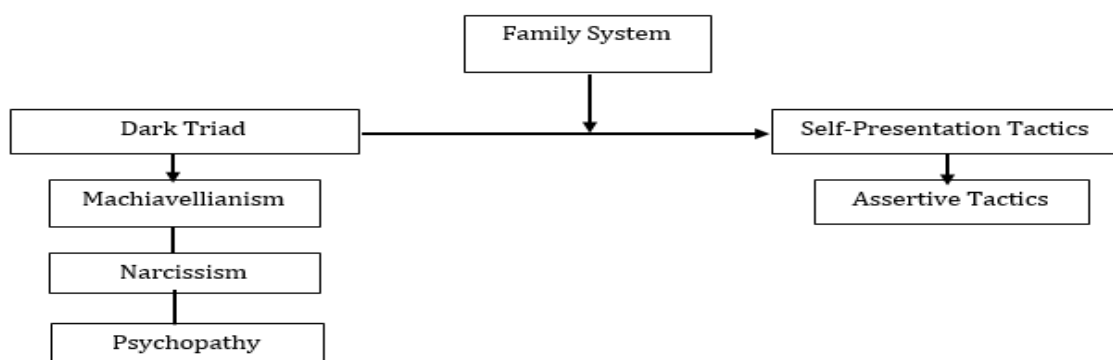 Family System
Dark Triad
Self-Presentation Tactics
Machiavellianism
Assertive Tactics
Narcissism
Psychopathy